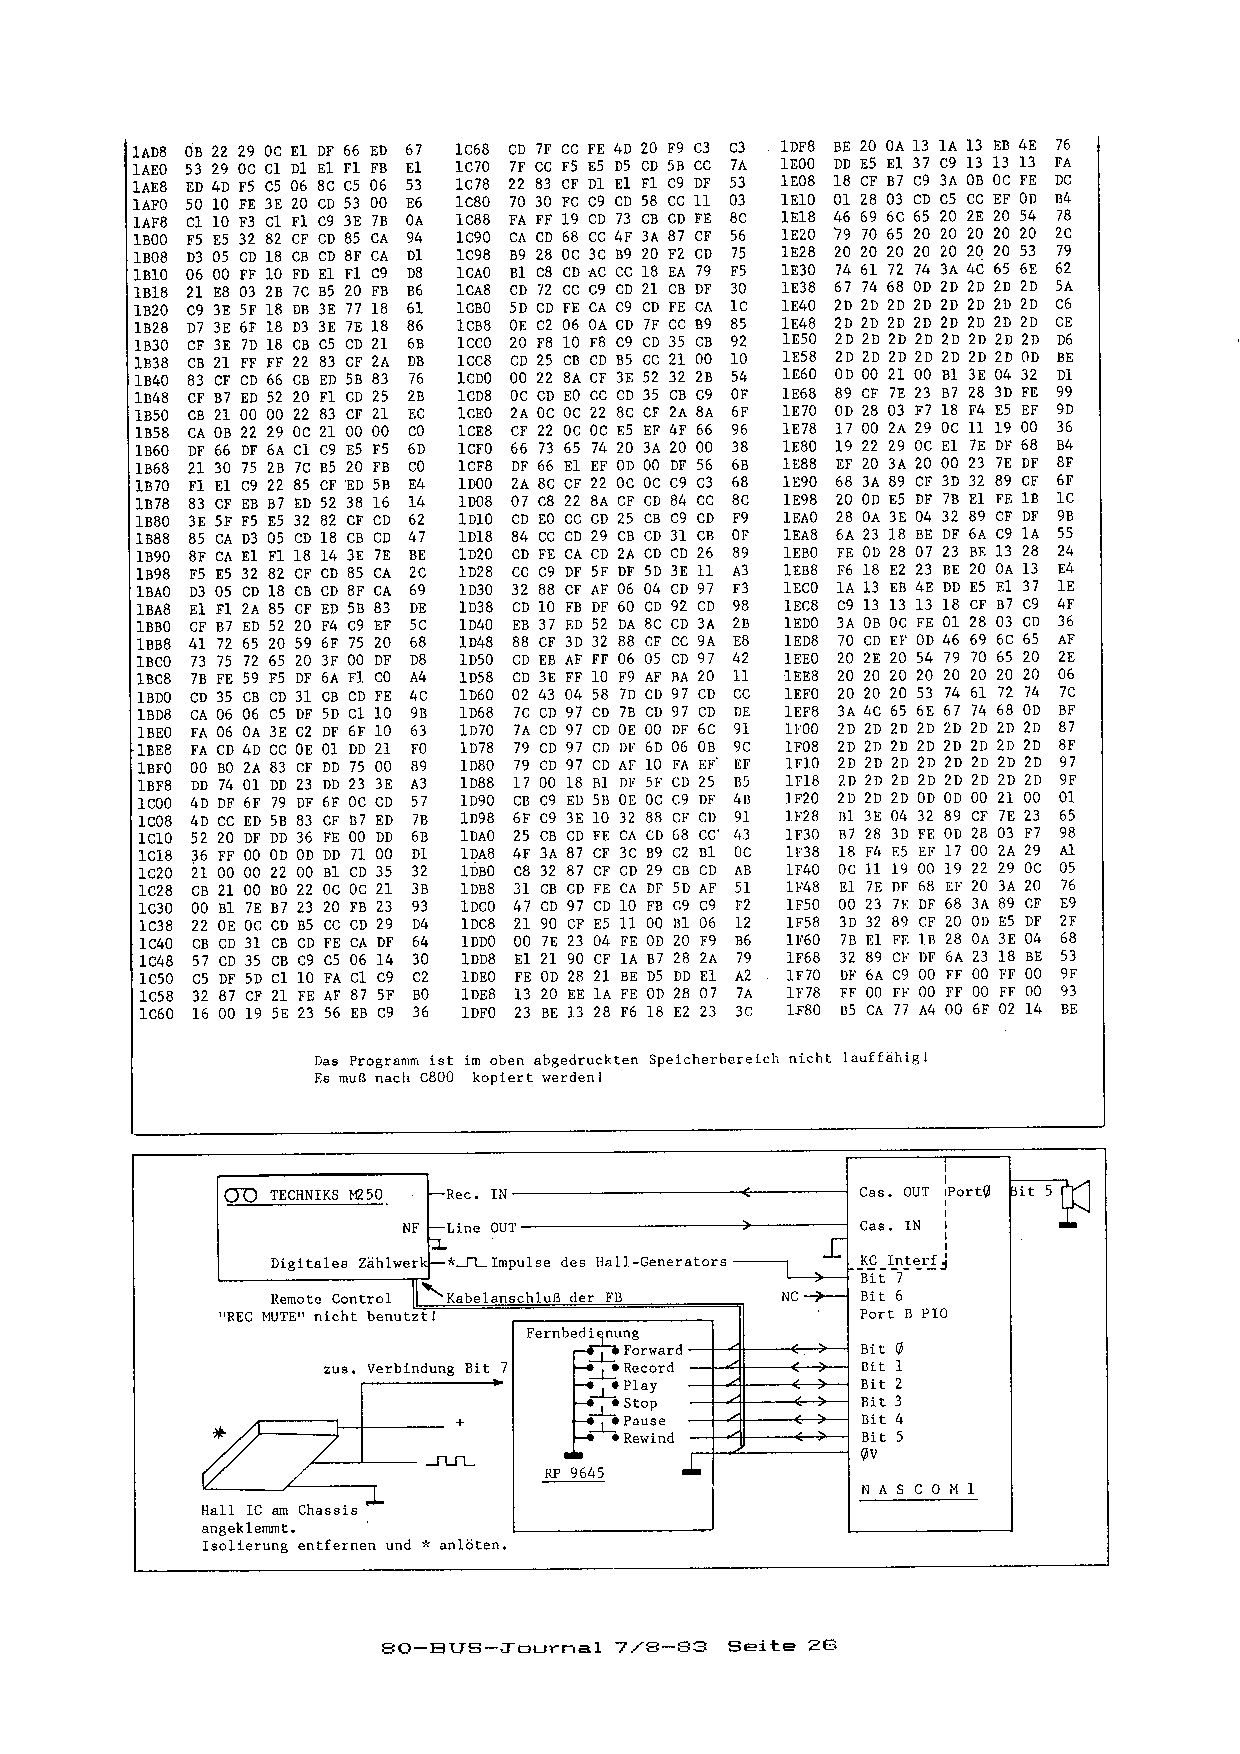 1AD8 0B 22 29 0C E1 DF 66 ED 67
1AE0 53 29 0C C1 D1 E1 F1 FB E1
1AE8 ED 4D F5 C5 06 8C C5 06 53
1AF0 50 10 FE 3E 20 CD 53 00 E6
1AF8 C1 10 F3 C1 F1 C9 3E 7B 0A
1B00 F5 E5 32 82 CF CD 85 CA 94
1B08 D3 05 CD 18 CB CD 8F CA D1
1B10 06 00 FF 10 FD E1 F1 C9 D8
1B18 21 E8 03 2B 7C B5 20 FB B6
1B20 C9 3E 5F 18 DB 3E 77 18 61
1B28 D7 3E 6F 18 D3 3E 7E 18 86
1B30 CF 3E 7D 18 CB C5 CD 21 6B
1B38 CB 21 FF FF 22 83 CF 2A DB
1B40 83 CF CD 66 CB ED 5B 83 76
1B48 CF B7 ED 52 20 F1 CD 25 2B
1B50 CB 21 00 00 22 83 CF 21 EC
1B58 CA 0B 22 29 0C 21 00 00 C0
1B60 DF 66 DF 6A C1 C9 E5 F5 6D
1B68 21 30 75 2B 7C B5 20 FB C0
1B70 F1 E1 C9 22 85 CF ED 5B E4
1B78 83 CF EB B7 ED 52 38 16 14
1B80 3E 5F F5 E5 32 82 CF CD 62
1B88 85 CA D3 05 CD 18 CB CD 47
1B90 8F CA E1 F1 18 14 3E 7E BE
1B98 F5 E5 32 82 CF CD 85 CA 2C
1BA0 D3 05 CD 18 CB CD 8F CA 69
1BA8 E1 F1 2A 85 CF ED 5B 83 DE
1BB0 CF B7 ED 52 20 F4 C9 EF 5C
1BB8 41 72 65 20 59 6F 75 20 68
1BC0 73 75 72 65 20 3F 00 DF D8
1BC8 7B FE 59 F5 DF 6A F1 C0 A4
1BD0 CD 35 CB CD 31 CB CD FE 4C
1BD8 CA 06 06 C5 DF 5D C1 10 9B
1BE0 FA 06 0A 3E C2 DF 6F 10 63
1BE8 FA CD 4D CC 0E 01 DD 21 F0
1BF0 00 B0 2A 83 CF DD 75 00 89
1BF8 DD 74 01 DD 23 DD 23 3E A3
1C00 4D DF 6F 79 DF 6F 0C CD 57
1C08 4D CC ED 5B 83 CF B7 ED 7B
1C10 52 20 DF DD 36 FE 00 DD 6B
1C18 36 FF 00 0D 0D DD 71 00 D1
1C20 21 00 00 22 00 B1 CD 35 32
1C28 CB 21 00 B0 22 0C 0C 21 3B
1C30 00 B1 7E B7 23 20 FB 23 93
1C38 22 0E 0C CD B5 CC CD 29 D4
1C40 CB CD 31 CB CD FE CA DF 64
1C48 57 CD 35 CB C9 C5 06 14 30
1C50 C5 DF 5D C1 10 FA C1 C9 C2
1C58 32 87 CF 21 FE AF 87 5F B0
1C60 16 00 19 5E 23 56 EB C9 36
1C68 CD 7F CC FE 4D 20 F9 C3 C3
1C70 7F CC F5 E5 D5 CD 5B CC 7A
1C78 22 83 CF D1 E1 F1 C9 DF 53
1C80 70 30 FC C9 CD 58 CC 11 03
1C88 FA FF 19 CD 73 CB CD FE 8C
1C90 CA CD 68 CC 4F 3A 87 CF 56
1C98 B9 28 0C 3C B9 20 F2 CD 75
1CA0 B1 C8 CD AC CC 18 EA 79 F5
1CA8 CD 72 CC C9 CD 21 CB DF 30
1CB0 5D CD FE CA C9 CD FE CA 1C
1CB8 0E C2 06 0A CD 7F CC B9 85
1CC0 20 F8 10 F8 C9 CD 35 CB 92
1CC8 CD 25 CB CD B5 CC 21 00 10
1CD0 00 22 8A CF 3E 52 32 2B 54
1CD8 0C CD E0 CC CD 35 CB C9 0F
1CE0 2A 0C 0C 22 8C CF 2A 8A 6F
1CE8 CF 22 0C 0C E5 EF 4F 66 96
1CF0 66 73 65 74 20 3A 20 00 38
1CF8 DF 66 E1 EF 0D 00 DF 56 6B
1D00 2A 8C CF 22 0C 0C C9 C3 68
1D08 07 C8 22 8A CF CD 84 CC 8C
1D10 CD E0 CC CD 25 CB C9 CD F9
1D18 84 CC CD 29 CB CD 31 CB 0F
1D20 CD FE CA CD 2A CD CD 26 89
1D28 CC C9 DF 5F DF 5D 3E 11 A3
1D30 32 88 CF AF 06 04 CD 97 F3
1D38 CD 10 FB DF 60 CD 92 CD 98
1D40 EB 37 ED 52 DA 8C CD 3A 2B
1D48 88 CF 3D 32 88 CF CC 9A E8
1D50 CD EB AF FF 06 05 CD 97 42
1D58 CD 3E FF 10 F9 AF BA 20 11
1D60 02 43 04 58 7D CD 97 CD CC
1D68 7C CD 97 CD 7B CD 97 CD DE
1D70 7A CD 97 CD 0E 00 DF 6C 91
1D78 79 CD 97 CD DF 6D 06 0B 9C
1D80 79 CD 97 CD AF 10 FA EF EF
1D88 17 00 18 B1 DF 5F CD 25 B5
1D90 CB C9 ED 5B 0E 0C C9 DF 4B
1D98 6F C9 3E 10 32 88 CF CD 91
1DA0 25 CB CD FE CA CD 68 CC 43
1DA8 4F 3A 87 CF 3C B9 C2 B1 0C
1DB0 C8 32 87 CF CD 29 CB CD AB
1DB8 31 CB CD FE CA DF 5D AF 51
1DC0 47 CD 97 CD 10 FB C9 C9 F2
1DC8 21 90 CF E5 11 00 B1 06 12
1DD0 00 7E 23 04 FE 0D 20 F9 B6
1DD8 E1 21 90 CF 1A B7 28 2A 79
1DE0 FE 0D 28 21 BE D5 DD E1 A2
1DE8 13 20 EE 1A FE 0D 28 07 7A
1DF0 23 BE 13 28 F6 18 E2 23 3C
1DF8 BE 20 0A 13 1A 13 EB 4E 76
1E00 DD E5 E1 37 C9 13 13 13 FA
1E08 18 CF B7 C9 3A 0B 0C FE DC
1E10 01 28 03 CD C5 CC EF 0D B4
1E18 46 69 6C 65 20 2E 20 54 78
1E20 79 70 65 20 20 20 20 20 2C
1E28 20 20 20 20 20 20 20 53 79
1E30 74 61 72 74 3A 4C 65 6E 62
1E38 67 74 68 0D 2D 2D 2D 2D 5A
1E40 2D 2D 2D 2D 2D 2D 2D 2D C6
1E48 2D 2D 2D 2D 2D 2D 2D 2D CE
1E50 2D 2D 2D 2D 2D 2D 2D 2D D6
1E58 2D 2D 2D 2D 2D 2D 2D 0D BE
1E60 0D 00 21 00 B1 3E 04 32 D1
1E68 89 CF 7E 23 B7 28 3D FE 99
1E70 0D 28 03 F7 18 F4 E5 EF 9D
1E78 17 00 2A 29 0C 11 19 00 36
1E80 19 22 29 0C E1 7E DF 68 B4
1E88 EF 20 3A 20 00 23 7E DF 8F
1E90 68 3A 89 CF 3D 32 89 CF 6F
1E98 20 0D E5 DF 7B E1 FE 1B 1C
1EA0 28 0A 3E 04 32 89 CF DF 9B
1EA8 6A 23 18 BE DF 6A C9 1A 55
1EB0 FE 0D 28 07 23 BE 13 28 24
1EB8 F6 18 E2 23 BE 20 0A 13 E4
1EC0 1A 13 EB 4E DD E5 E1 37 1E
1EC8 C9 13 13 13 18 CF B7 C9 4F
1ED0 3A 0B 0C FE 01 28 03 CD 36
1ED8 70 CD EF 0D 46 69 6C 65 AF
1EE0 20 2E 20 54 79 70 65 20 2E
1EE8 20 20 20 20 20 20 20 20 06
1EF0 20 20 20 53 74 61 72 74 7C
1EF8 3A 4C 65 6E 67 74 68 0D BF
1F00 2D 2D 2D 2D 2D 2D 2D 2D 87
1F08 2D 2D 2D 2D 2D 2D 2D 2D 8F
1F10 2D 2D 2D 2D 2D 2D 2D 2D 97
1F18 2D 2D 2D 2D 2D 2D 2D 2D 9F
1F20 2D 2D 2D 0D 0D 00 21 00 01
1F28 B1 3E 04 32 89 CF 7E 23 65
1F30 B7 28 3D FE 0D 28 03 F7 98
1F38 18 F4 E5 EF 17 00 2A 29 A1
1F40 0C 11 19 00 19 22 29 0C 05
1F48 E1 7E DF 68 EF 20 3A 20 76
1F50 00 23 7E DF 68 3A 89 CF E9
1F58 3D 32 89 CF 20 0D E5 DF 2F
1F60 7B E1 FE 1B 28 0A 3E 04 68
1F68 32 89 CF DF 6A 23 18 BE 53
1F70 DF 6A C9 00 FF 00 FF 00 9F
1F78 FF 00 FF 00 FF 00 FF 00 93
1F80 B5 CA 77 A4 00 6F 02 14 BE
Das Programm ist im oben abgedruckten Speicherbereich nicht lauffähig!
Es muß nach C800 kopiert werden!
TECHNIKS M250
Rec. IN
Cas. OUT
PortØ
Bit 5
NF
Line OUT
Cas. IN
Digitales Zählwerk
* Impulse des Hall-Generators
KC Interf.
Bit 7
Remote Control
Kabelanschluß der FB
NC
Bit 6
"REC MUTE" nicht benutzt!
Port B PIO
Fernbedienung
Forward
Bit Ø
zus. Verbindung Bit 7
Record
Bit 1
Play
Bit 2
Stop
Bit 3
*
+
Pause
Bit 4
Rewind
Bit 5
ØV
RP 9645
NASCOM1
Hall IC am Chassis
angeklemmt.
Isolierung entfernen und * anlöten.
80-BUS-Journal 7/8-83 Seite 26